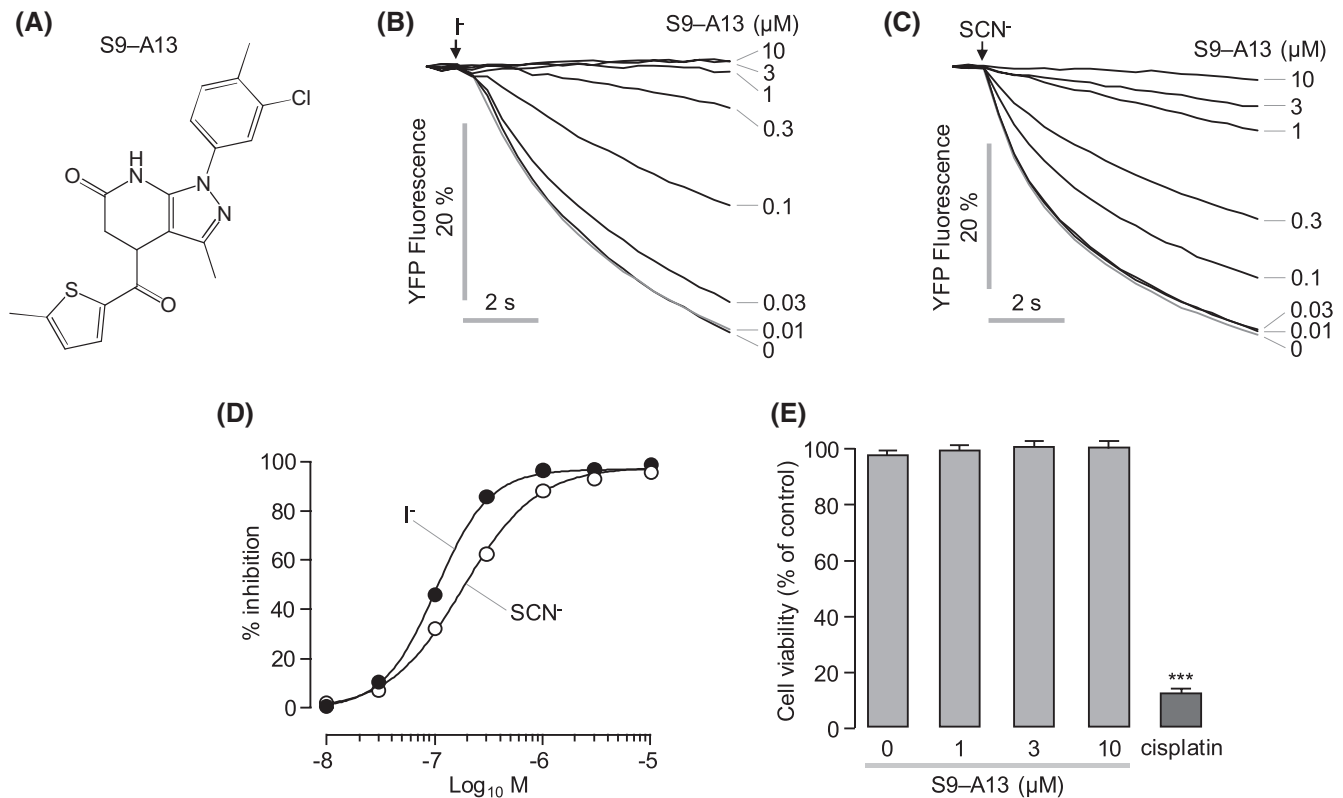 (A)
S9–A13
Cl
H
N
O
N
N
S
O
(B)
I-
S9–A13 (µM)
10
3
1
0.3
0.1
0.03
0.01
0
YFP Fluorescence
20 %
2 s
(C)
SCN-
S9–A13 (µM)
10
3
1
0.3
0.1
0.03
0.01
0
YFP Fluorescence
20 %
2 s
(D)
% inhibition
100
80
60
40
20
0
I-
SCN-
-8
-7
-6
-5
Log10 M
(E)
Cell viability (% of control)
100
80
60
40
20
0
***
0
1
3
10
cisplatin
S9–A13 (µM)